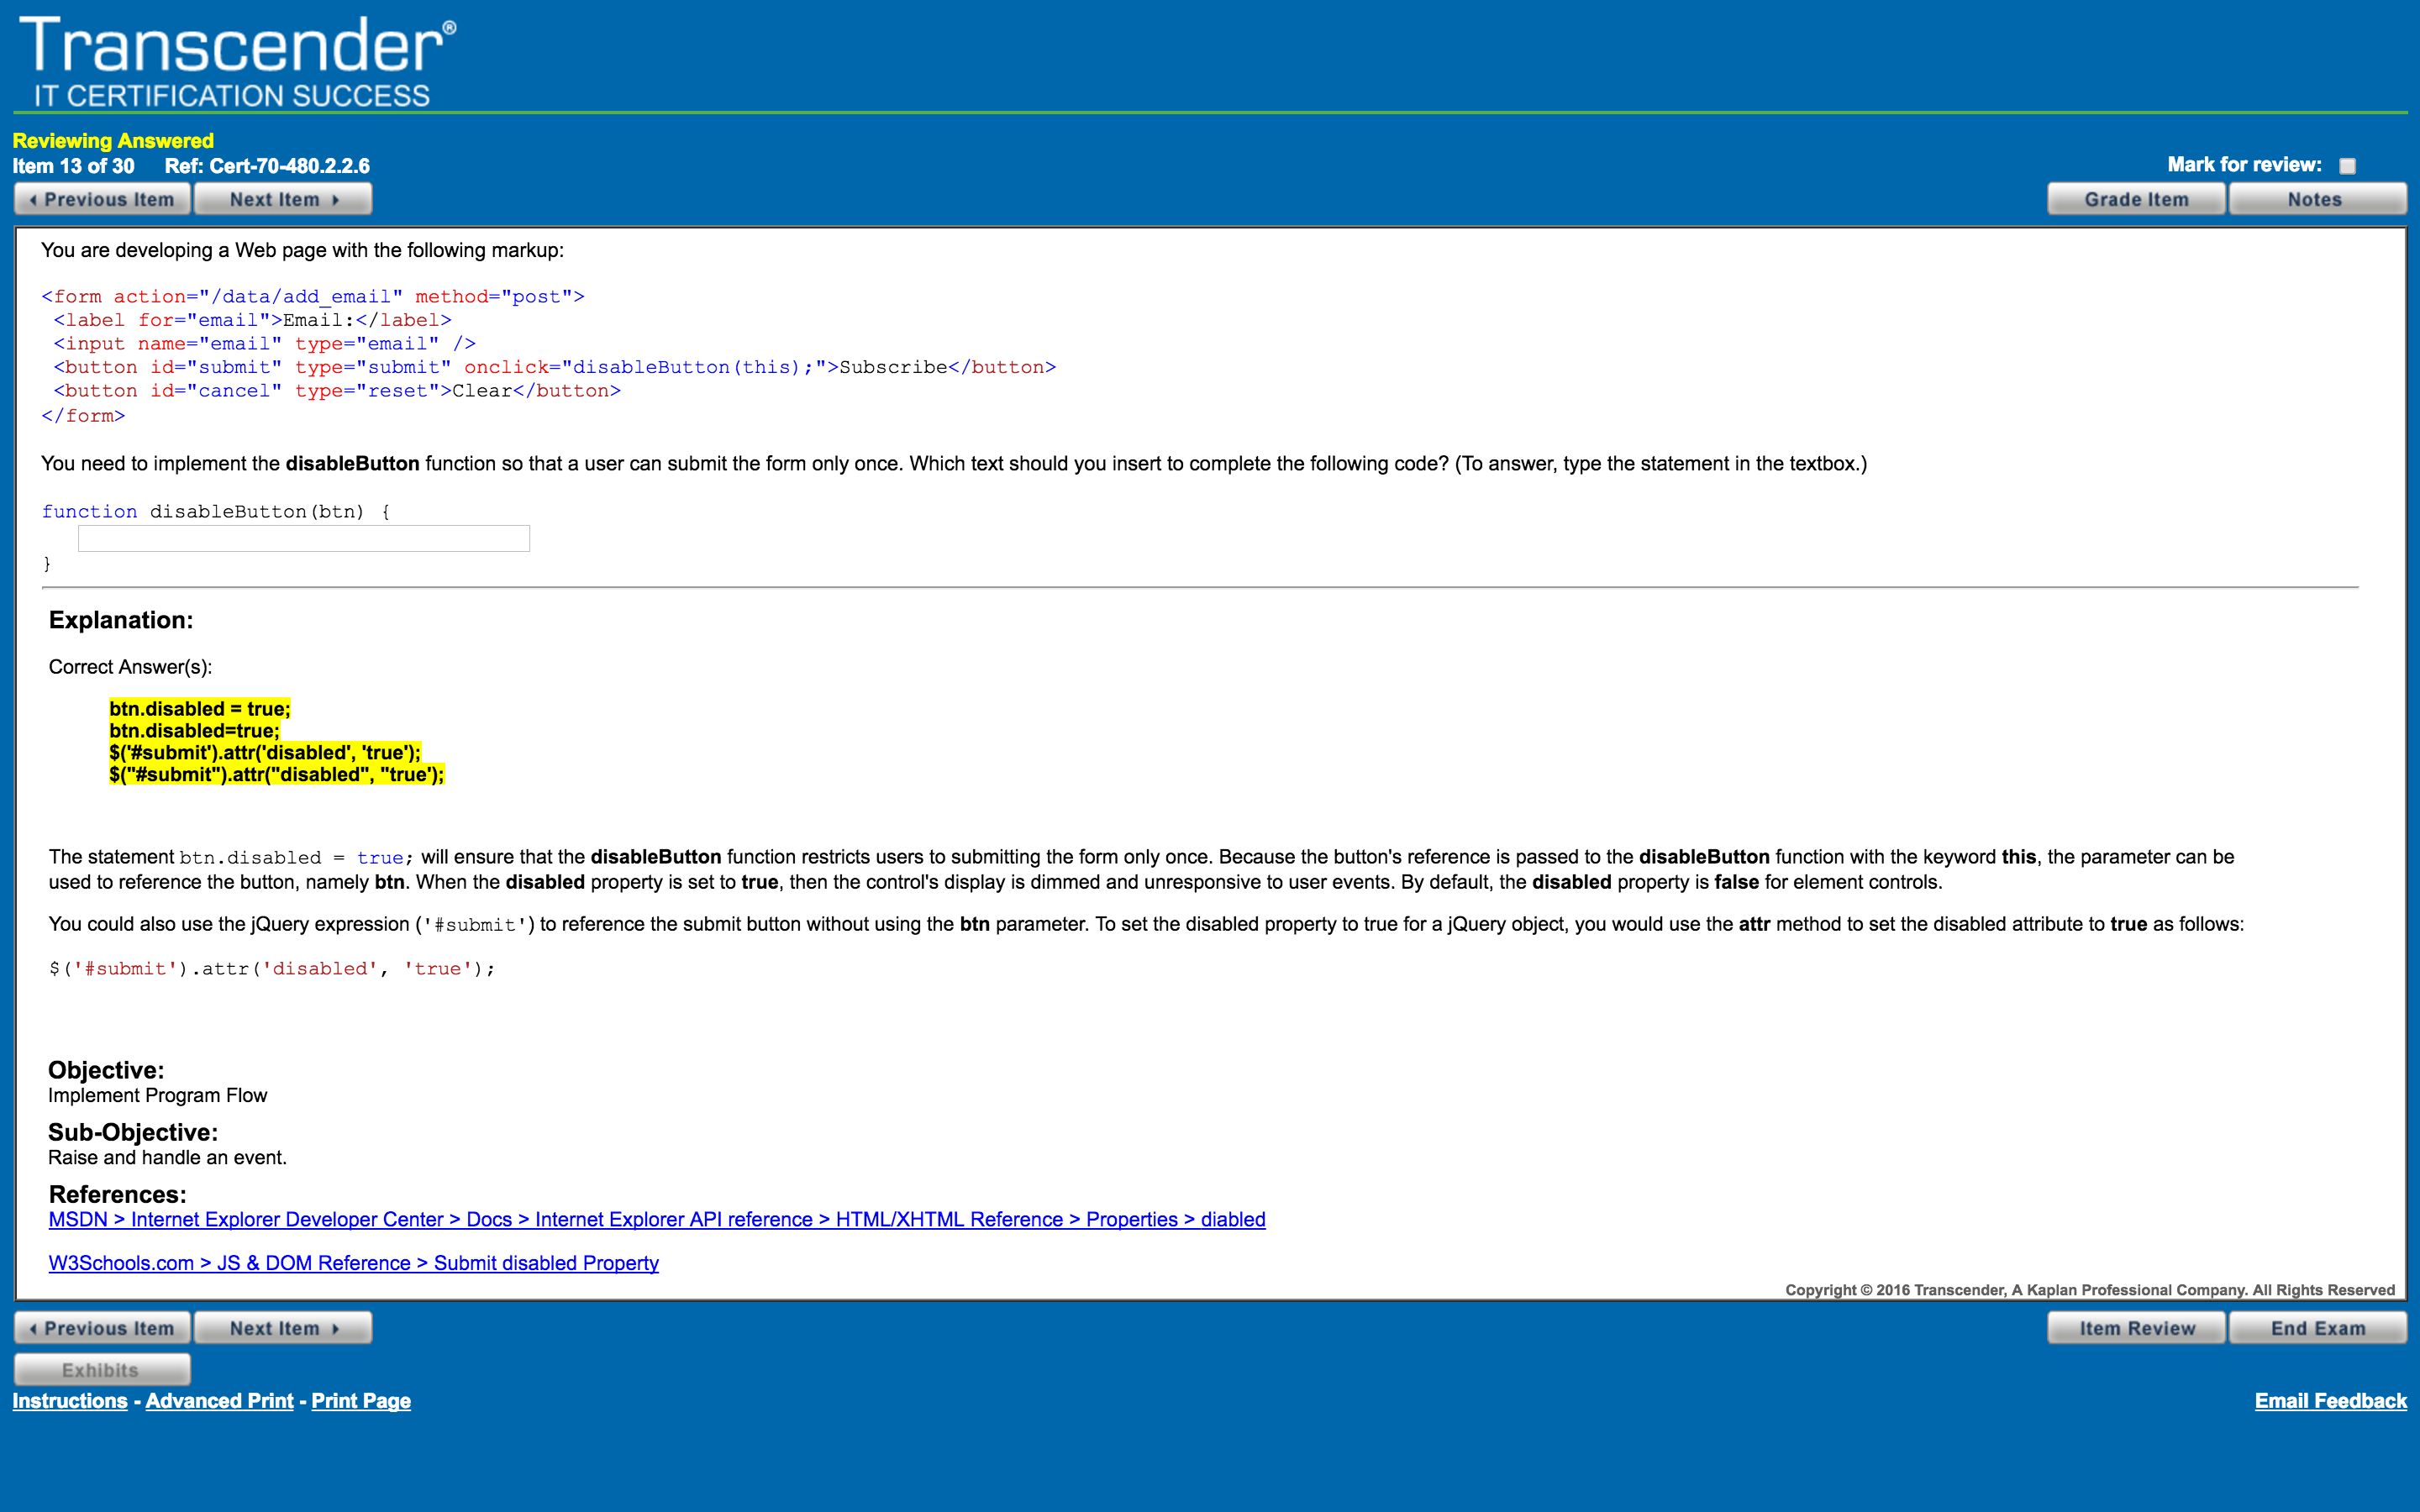 Transcender®
IT CERTIFICATION SUCCESS
Reviewing Answered
Item 13 of 30 Ref: Cert-70-480.2.2.6
Mark for review:
Previous Item
Next Item
Grade Item
Notes
You are developing a Web page with the following markup:
<form action="/data/add_email" method="post">
<label for="email">Email:</label>
<input name="email" type="email" />
<button id="submit" type="submit" onclick="disableButton(this);">Subscribe</button>
<button id="cancel" type="reset">Clear</button>
</form>
You need to implement the disableButton function so that a user can submit the form only once. Which text should you insert to complete the following code? (To answer, type the statement in the textbox.)
function disableButton(btn) {
}
Explanation:
Correct Answer(s):
btn.disabled = true;
btn.disabled=true;
$('#submit').attr('disabled', 'true');
$("#submit").attr("disabled", "true');
The statement btn.disabled = true; will ensure that the disableButton function restricts users to submitting the form only once. Because the button's reference is passed to the disableButton function with the keyword this, the parameter can be
used to reference the button, namely btn. When the disabled property is set to true, then the control's display is dimmed and unresponsive to user events. By default, the disabled property is false for element controls.
You could also use the jQuery expression ('#submit') to reference the submit button without using the btn parameter. To set the disabled property to true for a jQuery object, you would use the attr method to set the disabled attribute to true as follows:
$('#submit').attr('disabled', 'true');
Objective:
Implement Program Flow
Sub-Objective:
Raise and handle an event.
References:
MSDN > Internet Explorer Developer Center > Docs > Internet Explorer API reference > HTML/XHTML Reference > Properties > diabled
W3Schools.com > JS & DOM Reference > Submit disabled Property
Copyright © 2016 Transcender, A Kaplan Professional Company. All Rights Reserved
Previous Item
Next Item
Item Review
End Exam
Exhibits
Instructions - Advanced Print - Print Page
Email Feedback